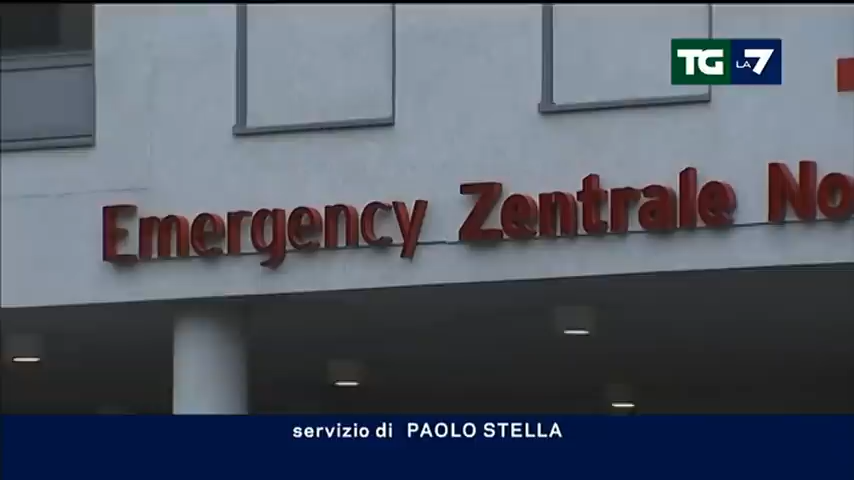 TG LA7
Emergency Zentrale No
servizio di PAOLO STELLA